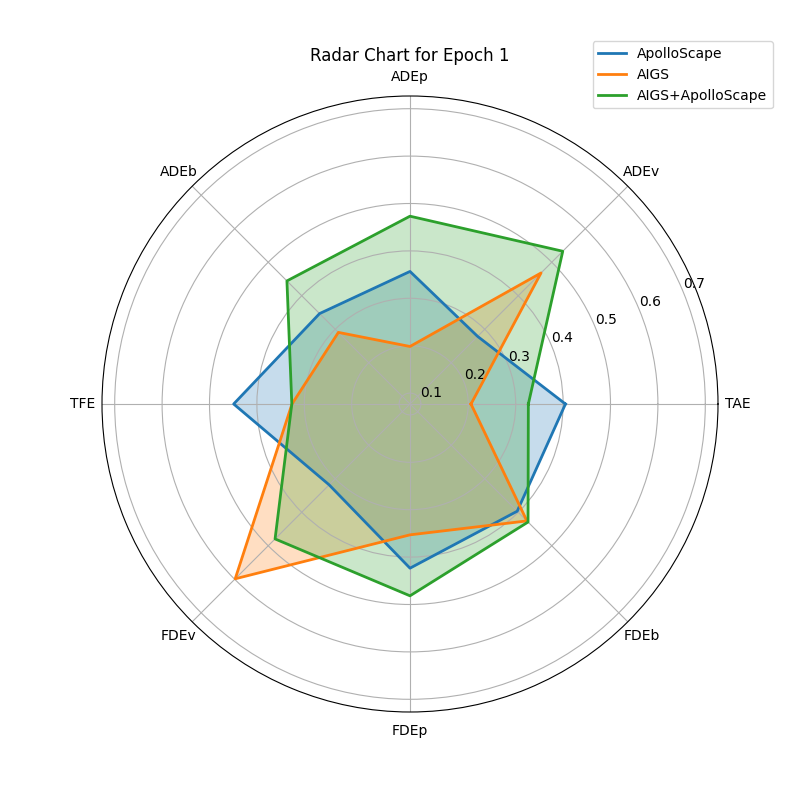 Radar Chart for Epoch 1
ApolloScape
AIGS
AIGS+ApolloScape
ADEp
ADEb
ADEv
0.7
0.6
0.5
0.4
0.3
0.2
0.1
TFE
TAE
FDEv
FDEb
FDEp